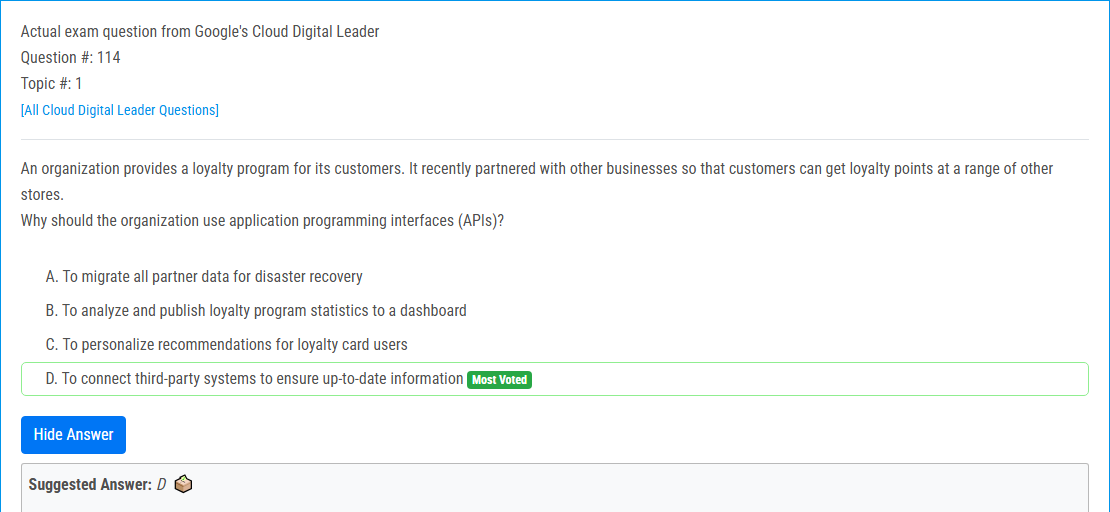 Actual exam question from Google's Cloud Digital Leader
Question #: 114
Topic #: 1
[All Cloud Digital Leader Questions]
An organization provides a loyalty program for its customers. It recently partnered with other businesses so that customers can get loyalty points at a range of other
stores.
Why should the organization use application programming interfaces (APIs)?
A. To migrate all partner data for disaster recovery
B. To analyze and publish loyalty program statistics to a dashboard
C. To personalize recommendations for loyalty card users
D. To connect third-party systems to ensure up-to-date information Most Voted
Hide Answer
Suggested Answer: D